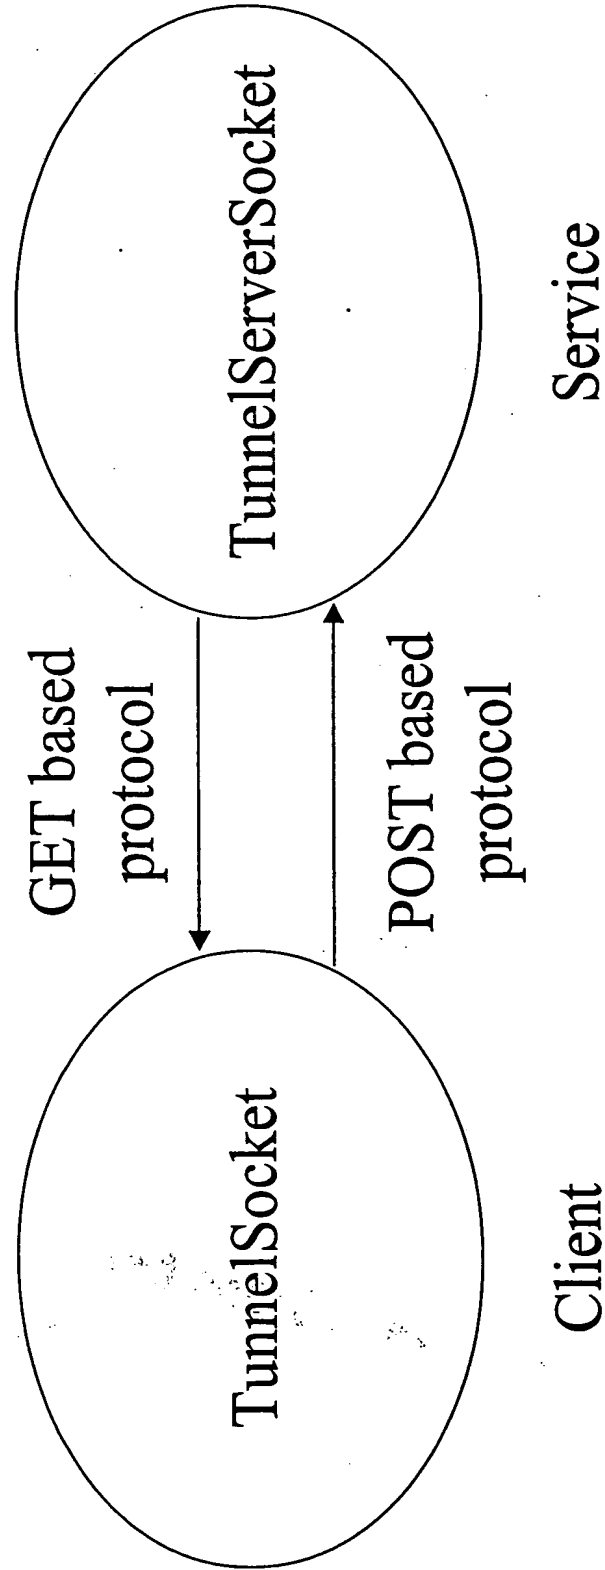 GET based
protocol
TunnelSocket
TunnelServerSocket
POST based
protocol
Client
Service